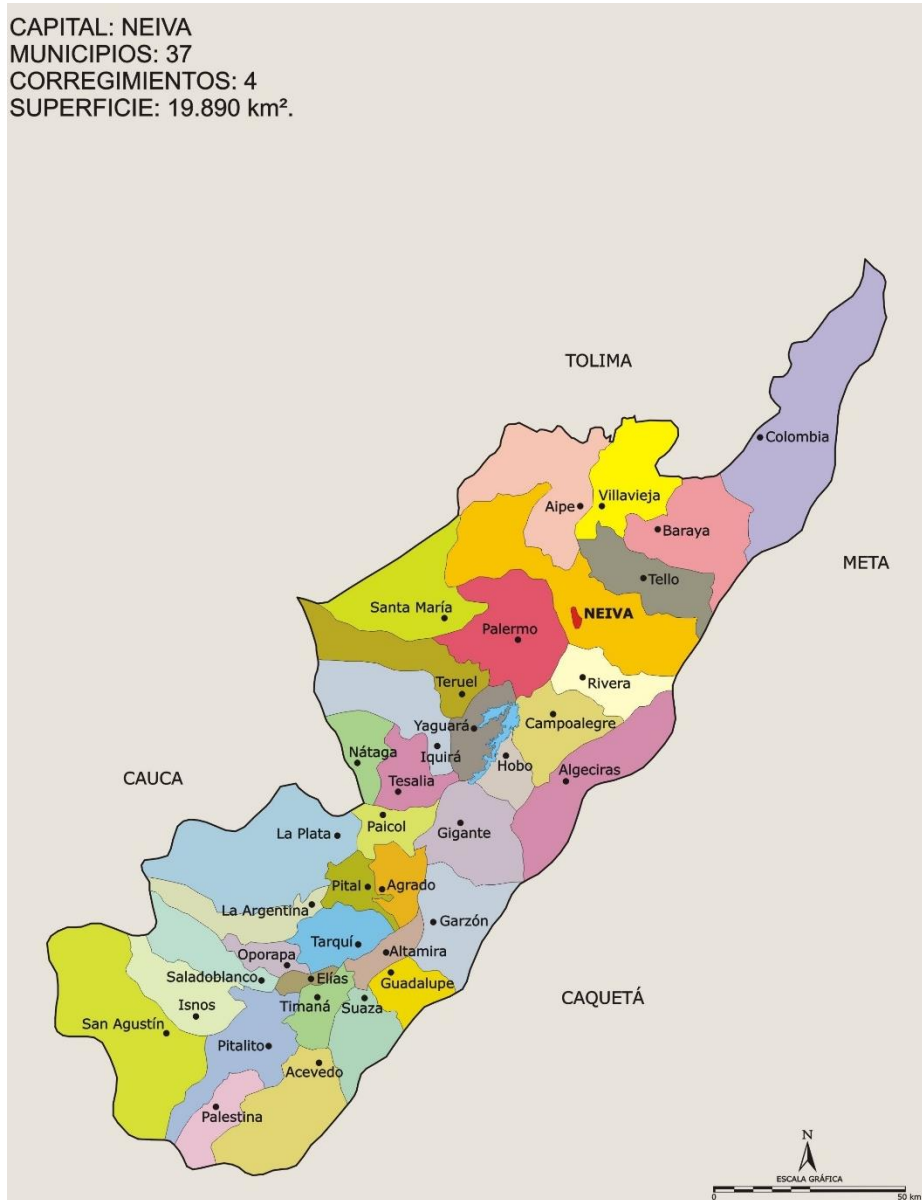 CAPITAL: NEIVA
MUNICIPIOS: 37
CORREGIMIENTOS: 4
SUPERFICIE: 19.890 km².
TOLIMA
Colombia
Villavieja
Aipe
Baraya
META
Tello
Santa María
NEIVA
Palermo
Teruel
Rivera
Yaguará
Campoalegre
Nátaga
Iquirá
Hobo
Algeciras
CAUCA
Tesalia
Paicol
La Plata
Gigante
Pital
Agrado
La Argentina
Garzón
Tarquí
Altamira
Oporapa
Saladoblanco
Elías
Guadalupe
CAQUETÁ
Isnos
Timaná
Suaza
San Agustín
Pitalito
Acevedo
Palestina
N
ESCALA GRÁFICA
0 50 km